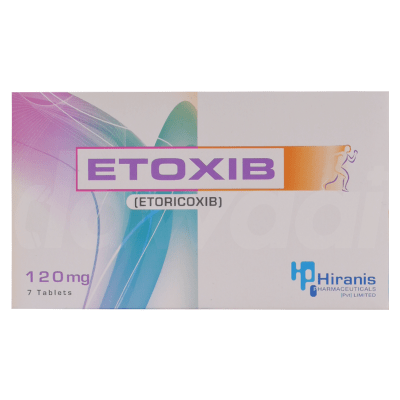 ETOXIB
(ETORICOXIB)
120mg
7 Tablets
Hiranis
PHARMACEUTICALS
(Pvt) LIMITED